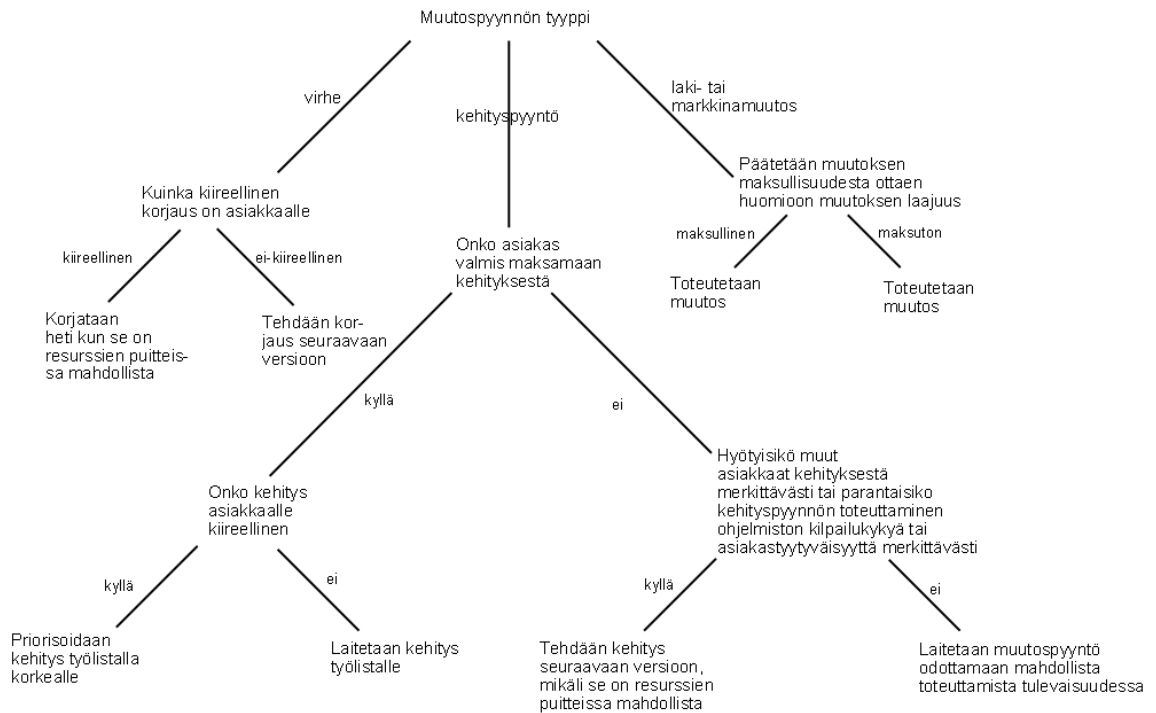 Muutospyynnön tyyppi
virhe
kehityspyyntö
laki- tai
markkinamuutos
Kuinka kiireellinen
korjaus on asiakkaalle
Päätetään muutoksen
maksullisuudesta ottaen
huomioon muutoksen laajuus
kiireellinen
ei-kiireellinen
Onko asiakas
valmis maksamaan
kehityksestä
maksullinen
maksuton
Korjataan
heti kun se on
resurssien puitteis-
sa mahdollista
Tehdään kor-
jaus seuraavaan
versioon
Toteutetaan
muutos
Toteutetaan
muutos
kyllä
ei
Onko kehitys
asiakkaalle
kiireellinen
Hyötyisikö muut
asiakkaat kehityksestä
merkittävästi tai parantaisiko
kehityspyynnön toteuttaminen
ohjelmiston kilpailukykyä tai
asiakastyytyväisyyttä merkittävästi
kyllä
ei
kyllä
ei
Priorisoidaan
kehitys työlistalla
korkealle
Laitetaan kehitys
työlistalle
Tehdään kehitys
seuraavaan versioon,
mikäli se on resurssien
puitteissa mahdollista
Laitetaan muutospyyntö
odottamaan mahdollista
toteuttamista tulevaisuudessa